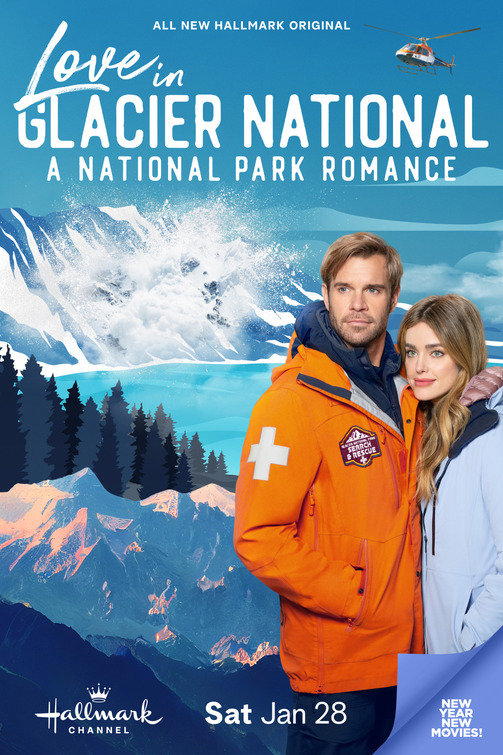 ALL NEW HALLMARK ORIGINAL
Love in
GLACIER NATIONAL
A NATIONAL PARK ROMANCE
SEARCH
& RESCUE
Hallmark
CHANNEL
Sat Jan 28
NEW
YEAR
NEW
MOVIES!